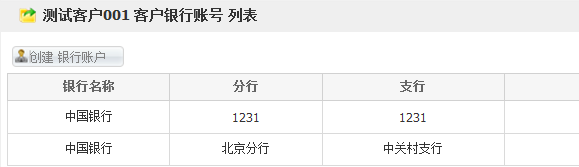 测试客户001 客户银行账号 列表
创建 银行账户
银行名称 分行 支行
中国银行 1231 1231
中国银行 北京分行 中关村支行